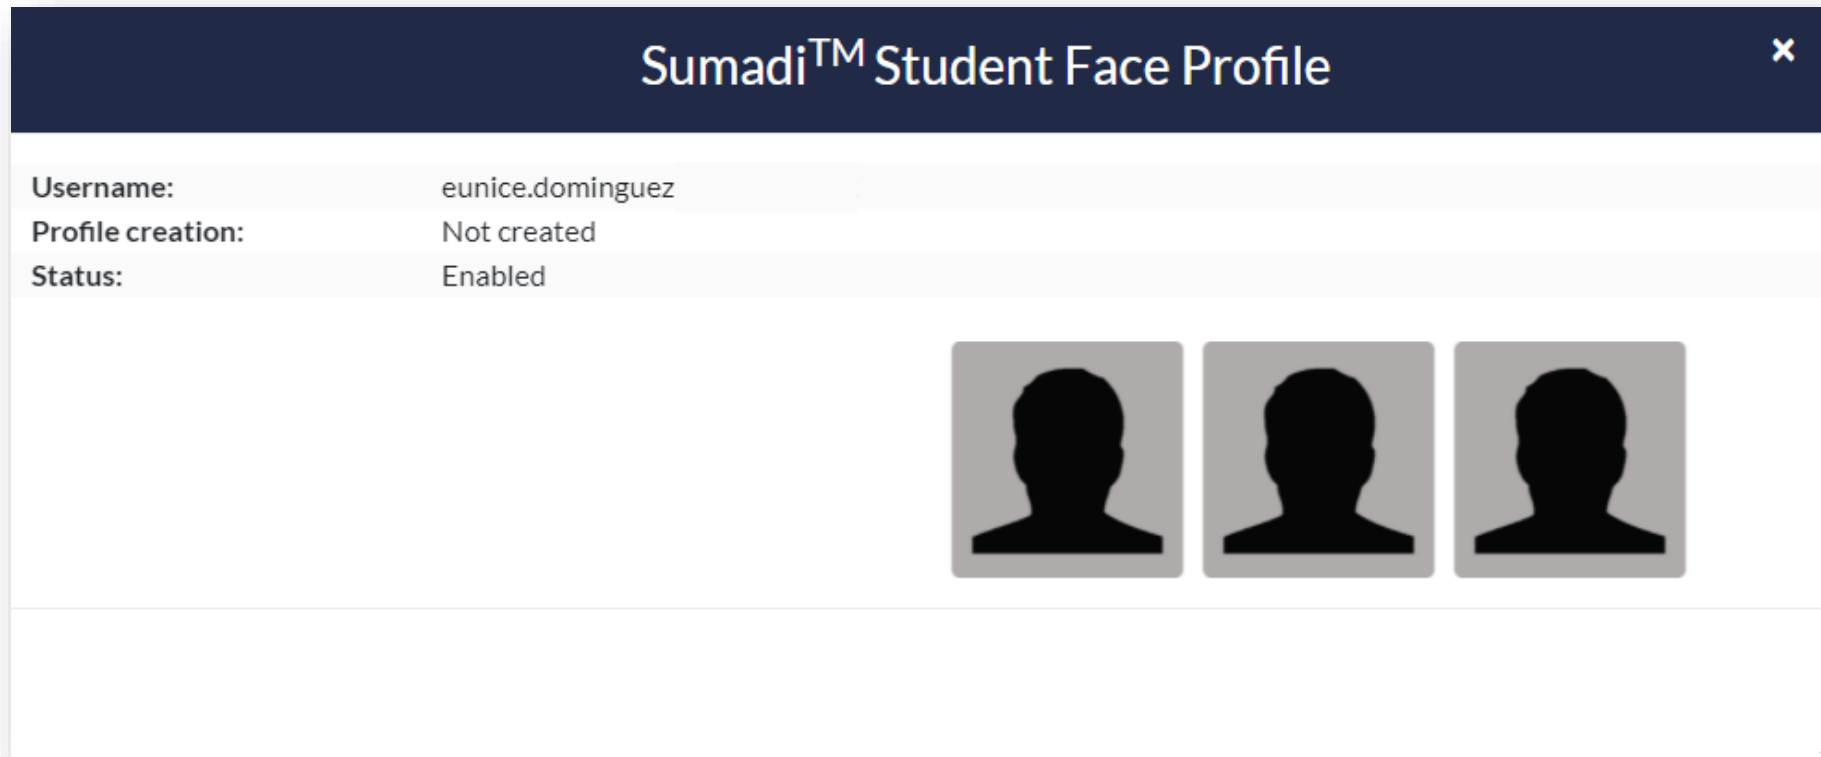 Sumadi™ Student Face Profile ×
Username: eunice.dominguez
Profile creation: Not created
Status: Enabled